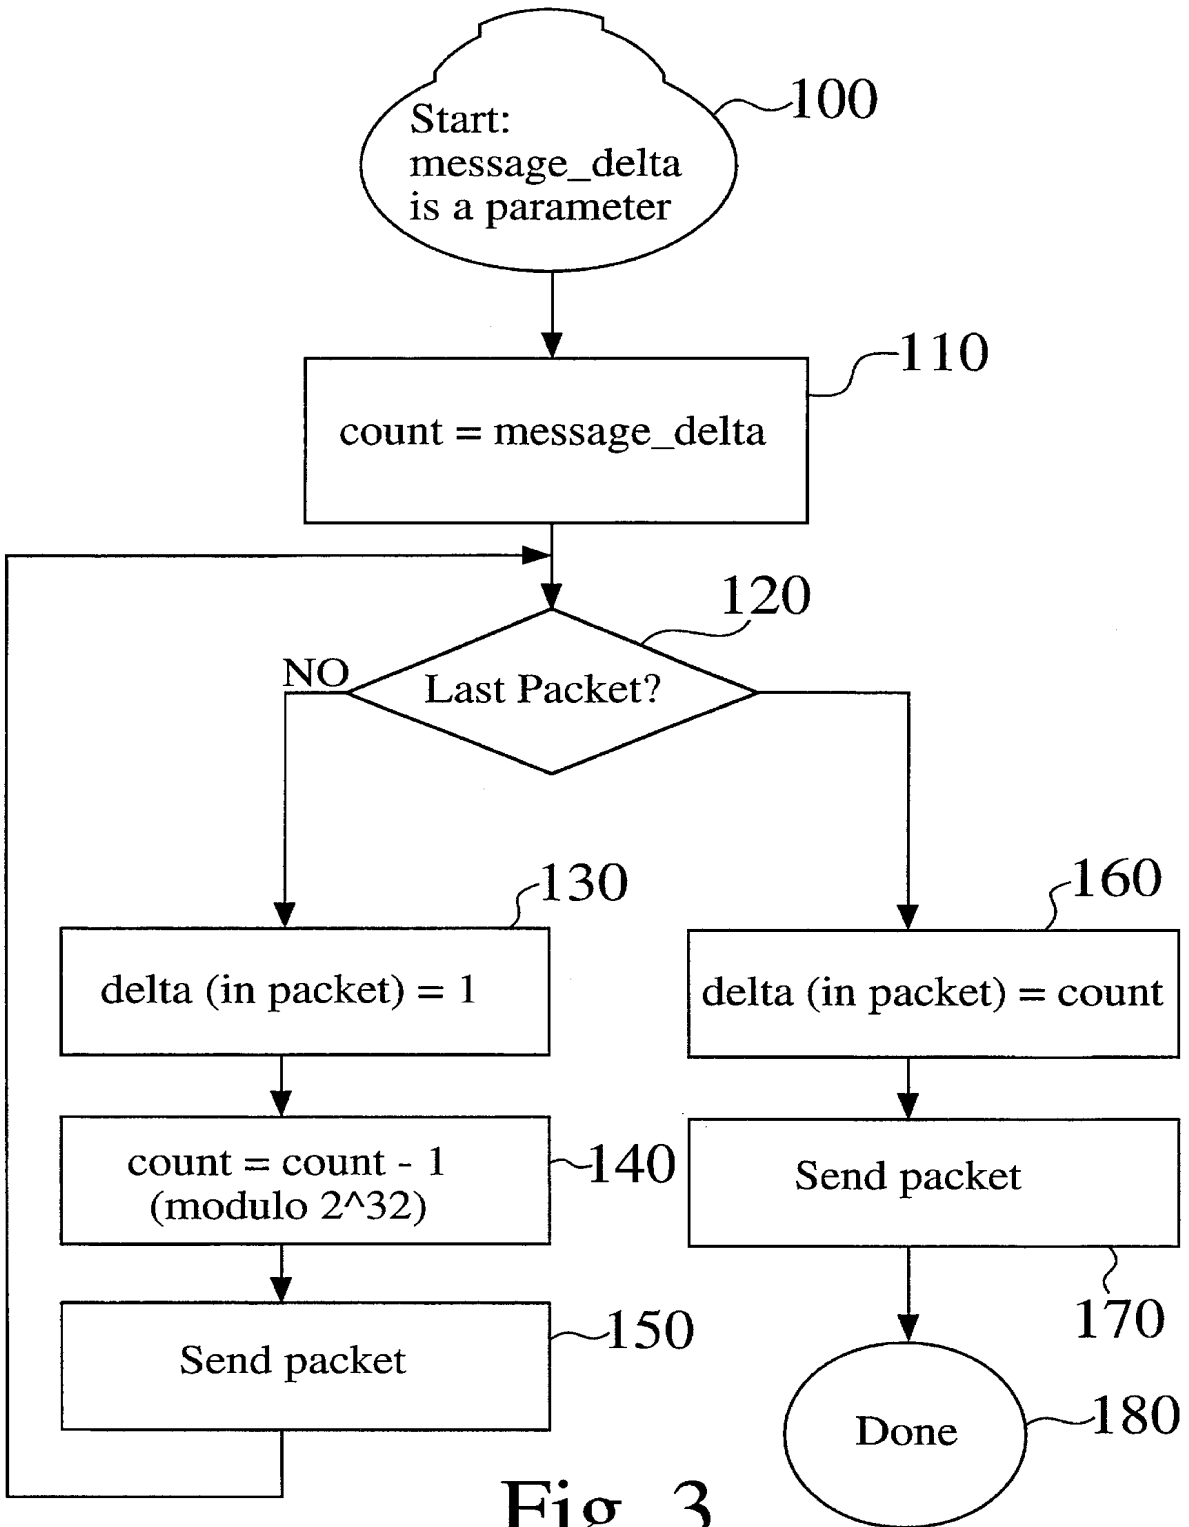 Start:
message_delta
is a parameter
100
110
count = message_delta
120
NO
Last Packet?
130
delta (in packet) = 1
160
delta (in packet) = count
count = count - 1
(modulo 2^32)
140
Send packet
170
Send packet
150
Done
180
Fig. 3